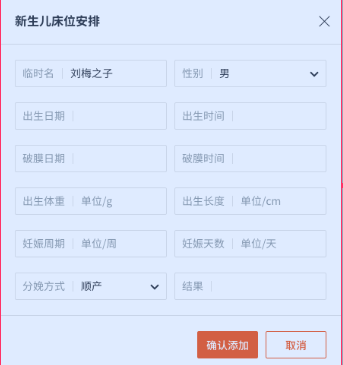 新生儿床位安排
临时名 刘梅之子 性别 男
出生日期 出生时间
破膜日期 破膜时间
出生体重 单位/g 出生长度 单位/cm
妊娠周期 单位/周 妊娠天数 单位/天
分娩方式 顺产 结果
确认添加 取消